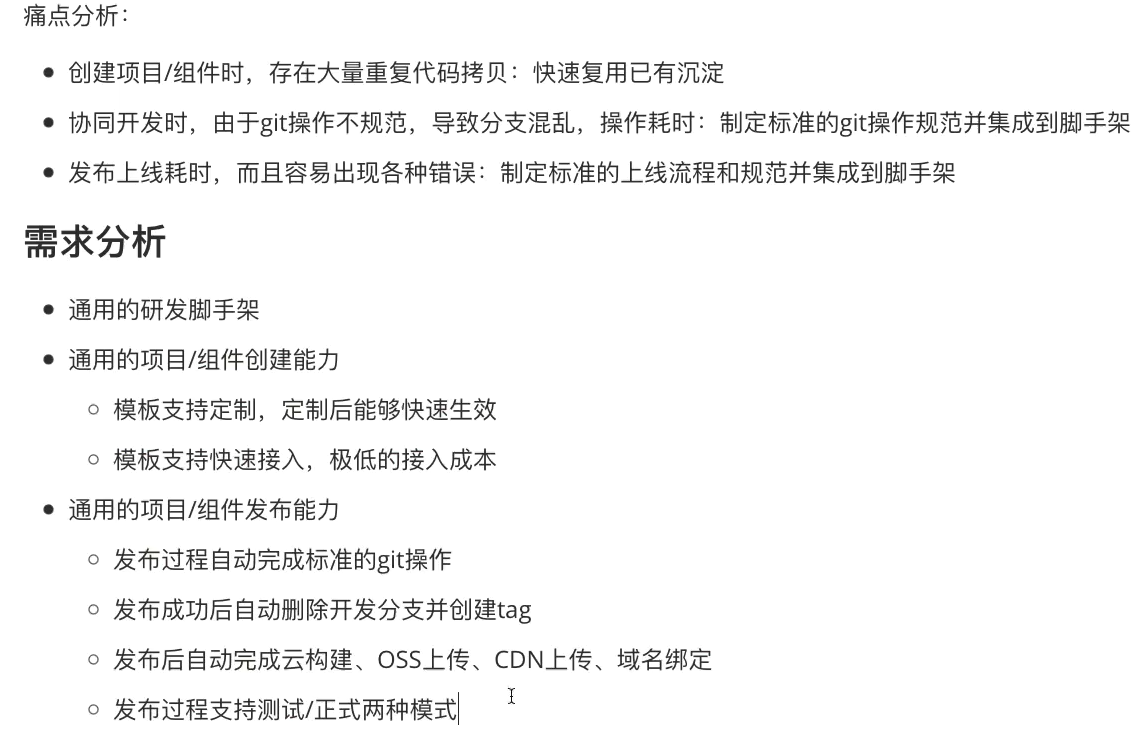 痛点分析：
创建项目/组件时，存在大量重复代码拷贝：快速复用已有沉淀
协同开发时，由于git操作不规范，导致分支混乱，操作耗时：制定标准的git操作规范并集成到脚手架
发布上线耗时，而且容易出现各种错误：制定标准的上线流程和规范并集成到脚手架
需求分析
通用的研发脚手架
通用的项目/组件创建能力
模板支持定制，定制后能够快速生效
模板支持快速接入，极低的接入成本
通用的项目/组件发布能力
发布过程自动完成标准的git操作
发布成功后自动删除开发分支并创建tag
发布后自动完成云构建、OSS上传、CDN上传、域名绑定
发布过程支持测试/正式两种模式